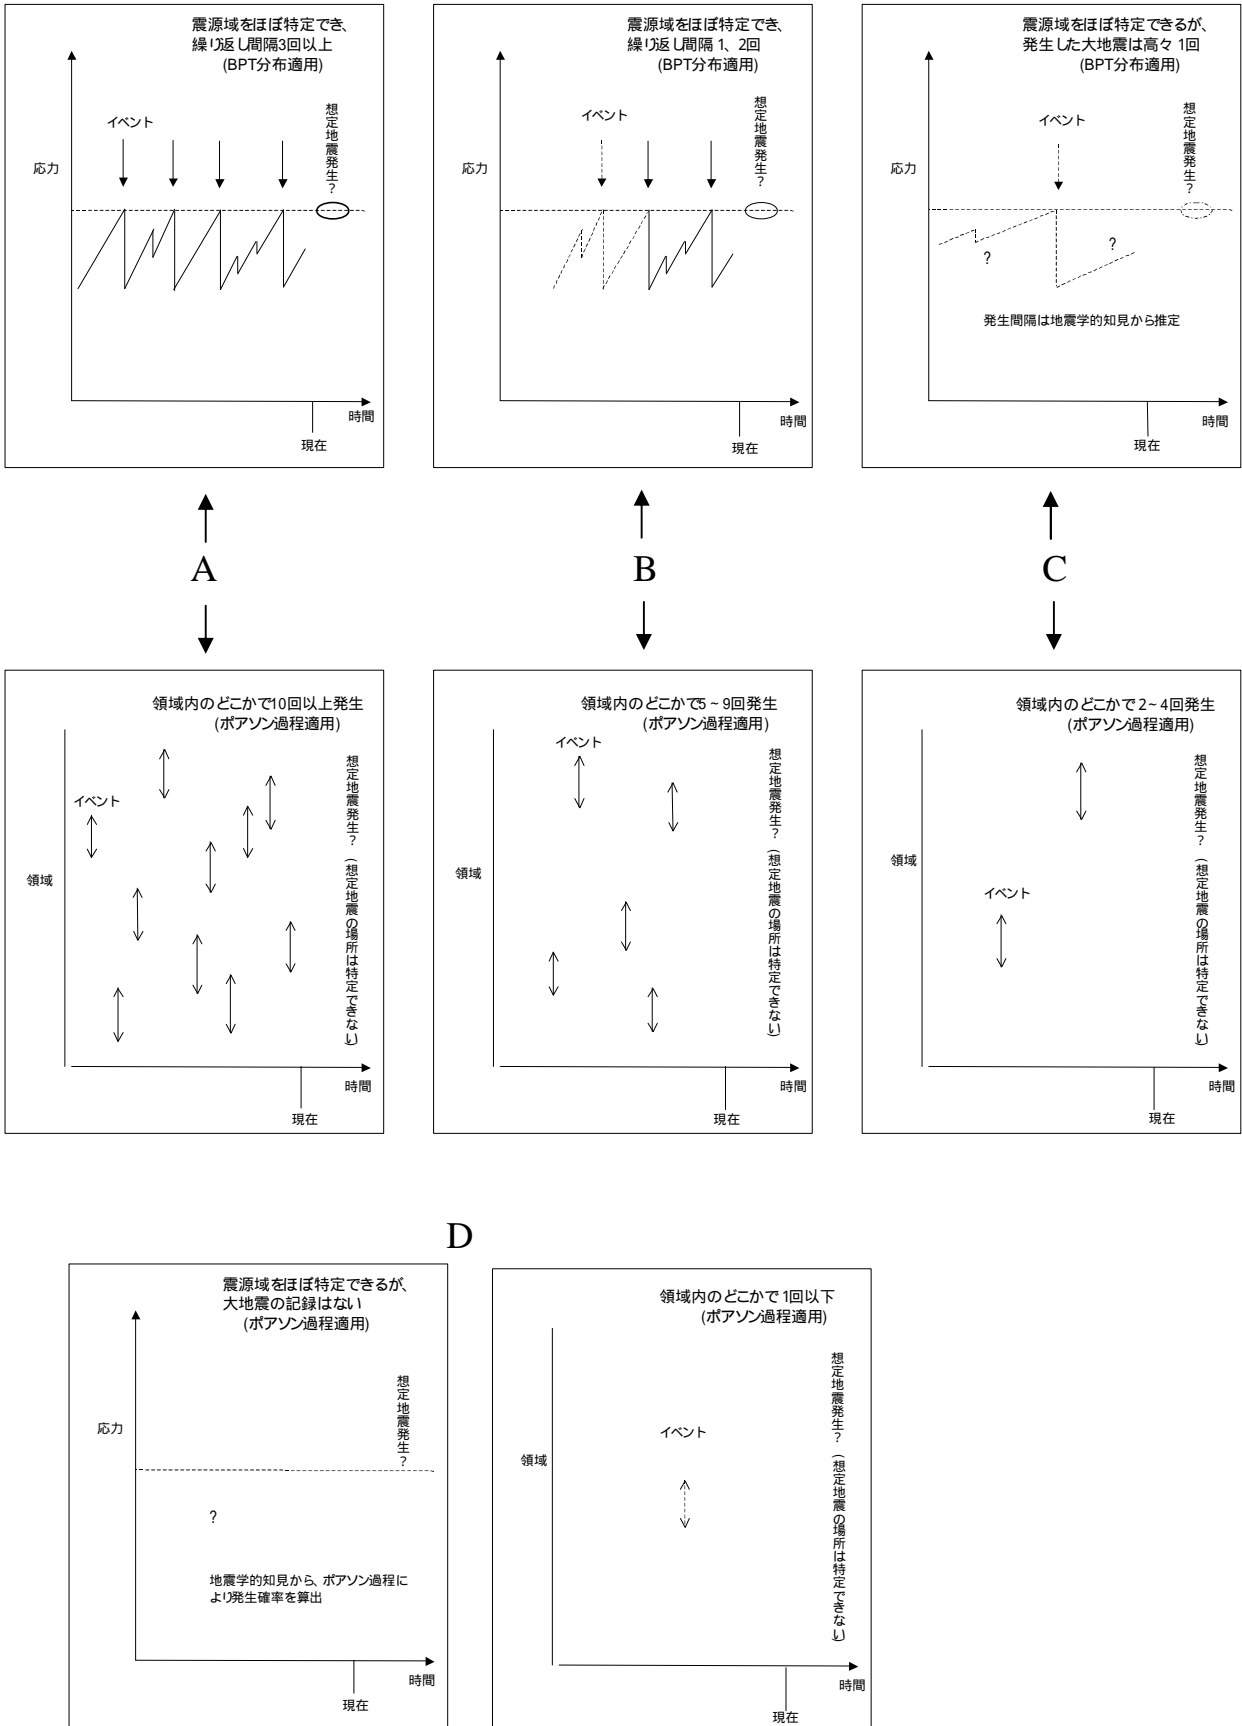 震源域をほぼ特定でき、
繰り返し間隔3回以上
(BPT分布適用)
イベント
想定地震発生?
応力
時間
現在
震源域をほぼ特定でき、
繰り返し間隔1、2回
(BPT分布適用)
イベント
想定地震発生?
応力
時間
現在
震源域をほぼ特定できるが、
発生した大地震は高々1回
(BPT分布適用)
イベント
想定地震発生?
応力
?
?
発生間隔は地震学的知見から推定
時間
現在
A
B
C
領域内のどこかで10回以上発生
(ポアソン過程適用)
イベント
想定地震発生?(想定地震の場所は特定できない)
領域
時間
現在
領域内のどこかで5~9回発生
(ポアソン過程適用)
イベント
想定地震発生?(想定地震の場所は特定できない)
領域
時間
現在
領域内のどこかで2~4回発生
(ポアソン過程適用)
イベント
想定地震発生?(想定地震の場所は特定できない)
領域
時間
現在
D
震源域をほぼ特定できるが、
大地震の記録はない
(ポアソン過程適用)
想定地震発生?
応力
?
地震学的知見から、ポアソン過程に
より発生確率を算出
時間
現在
領域内のどこかで1回以下
(ポアソン過程適用)
イベント
想定地震発生?(想定地震の場所は特定できない)
領域
時間
現在